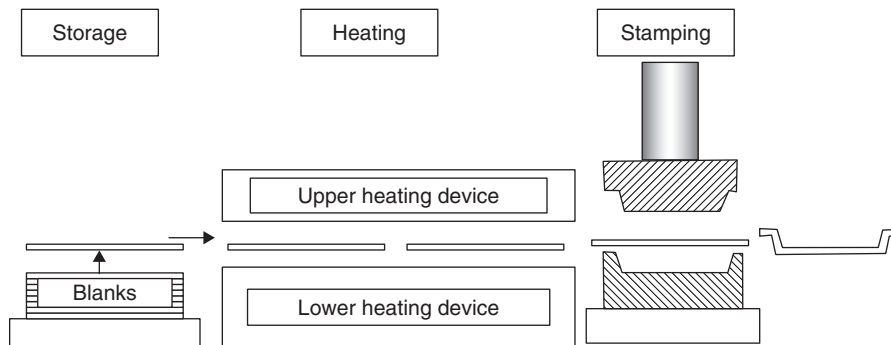 Storage
Heating
Stamping
Upper heating device
Blanks
Lower heating device